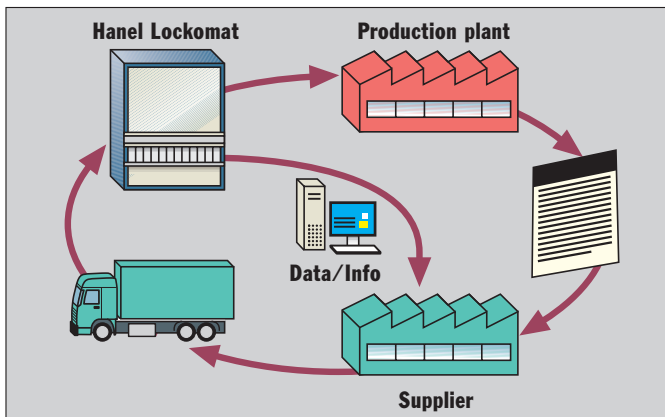 Hanel Lockomat
Production plant
Data/Info
Supplier